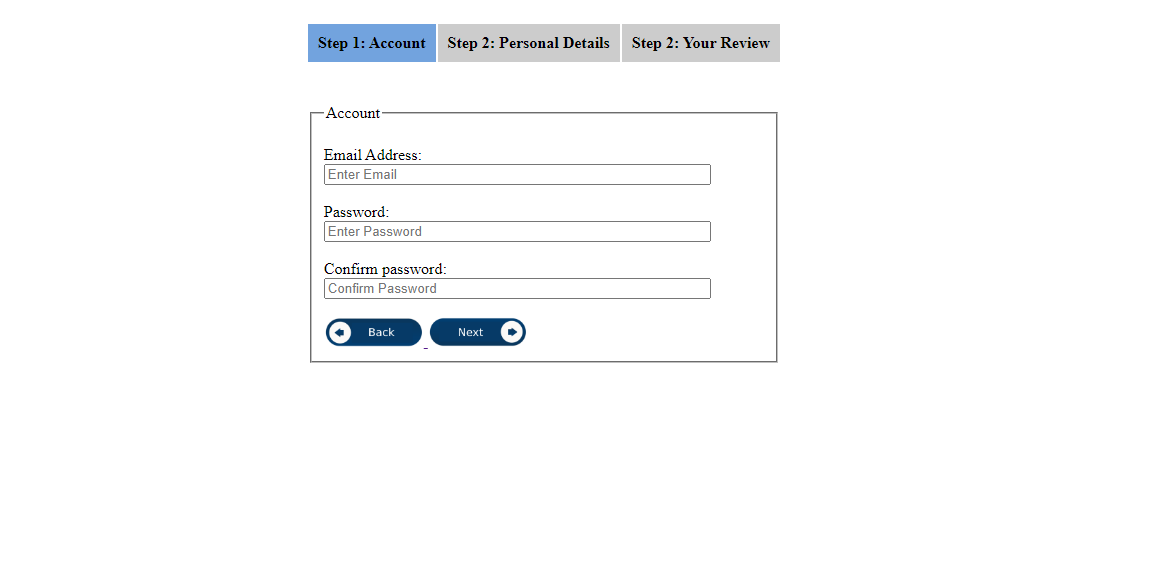 Step 1: Account Step 2: Personal Details Step 2: Your Review
Account
Email Address:
Enter Email
Password:
Enter Password
Confirm password:
Confirm Password
Back Next